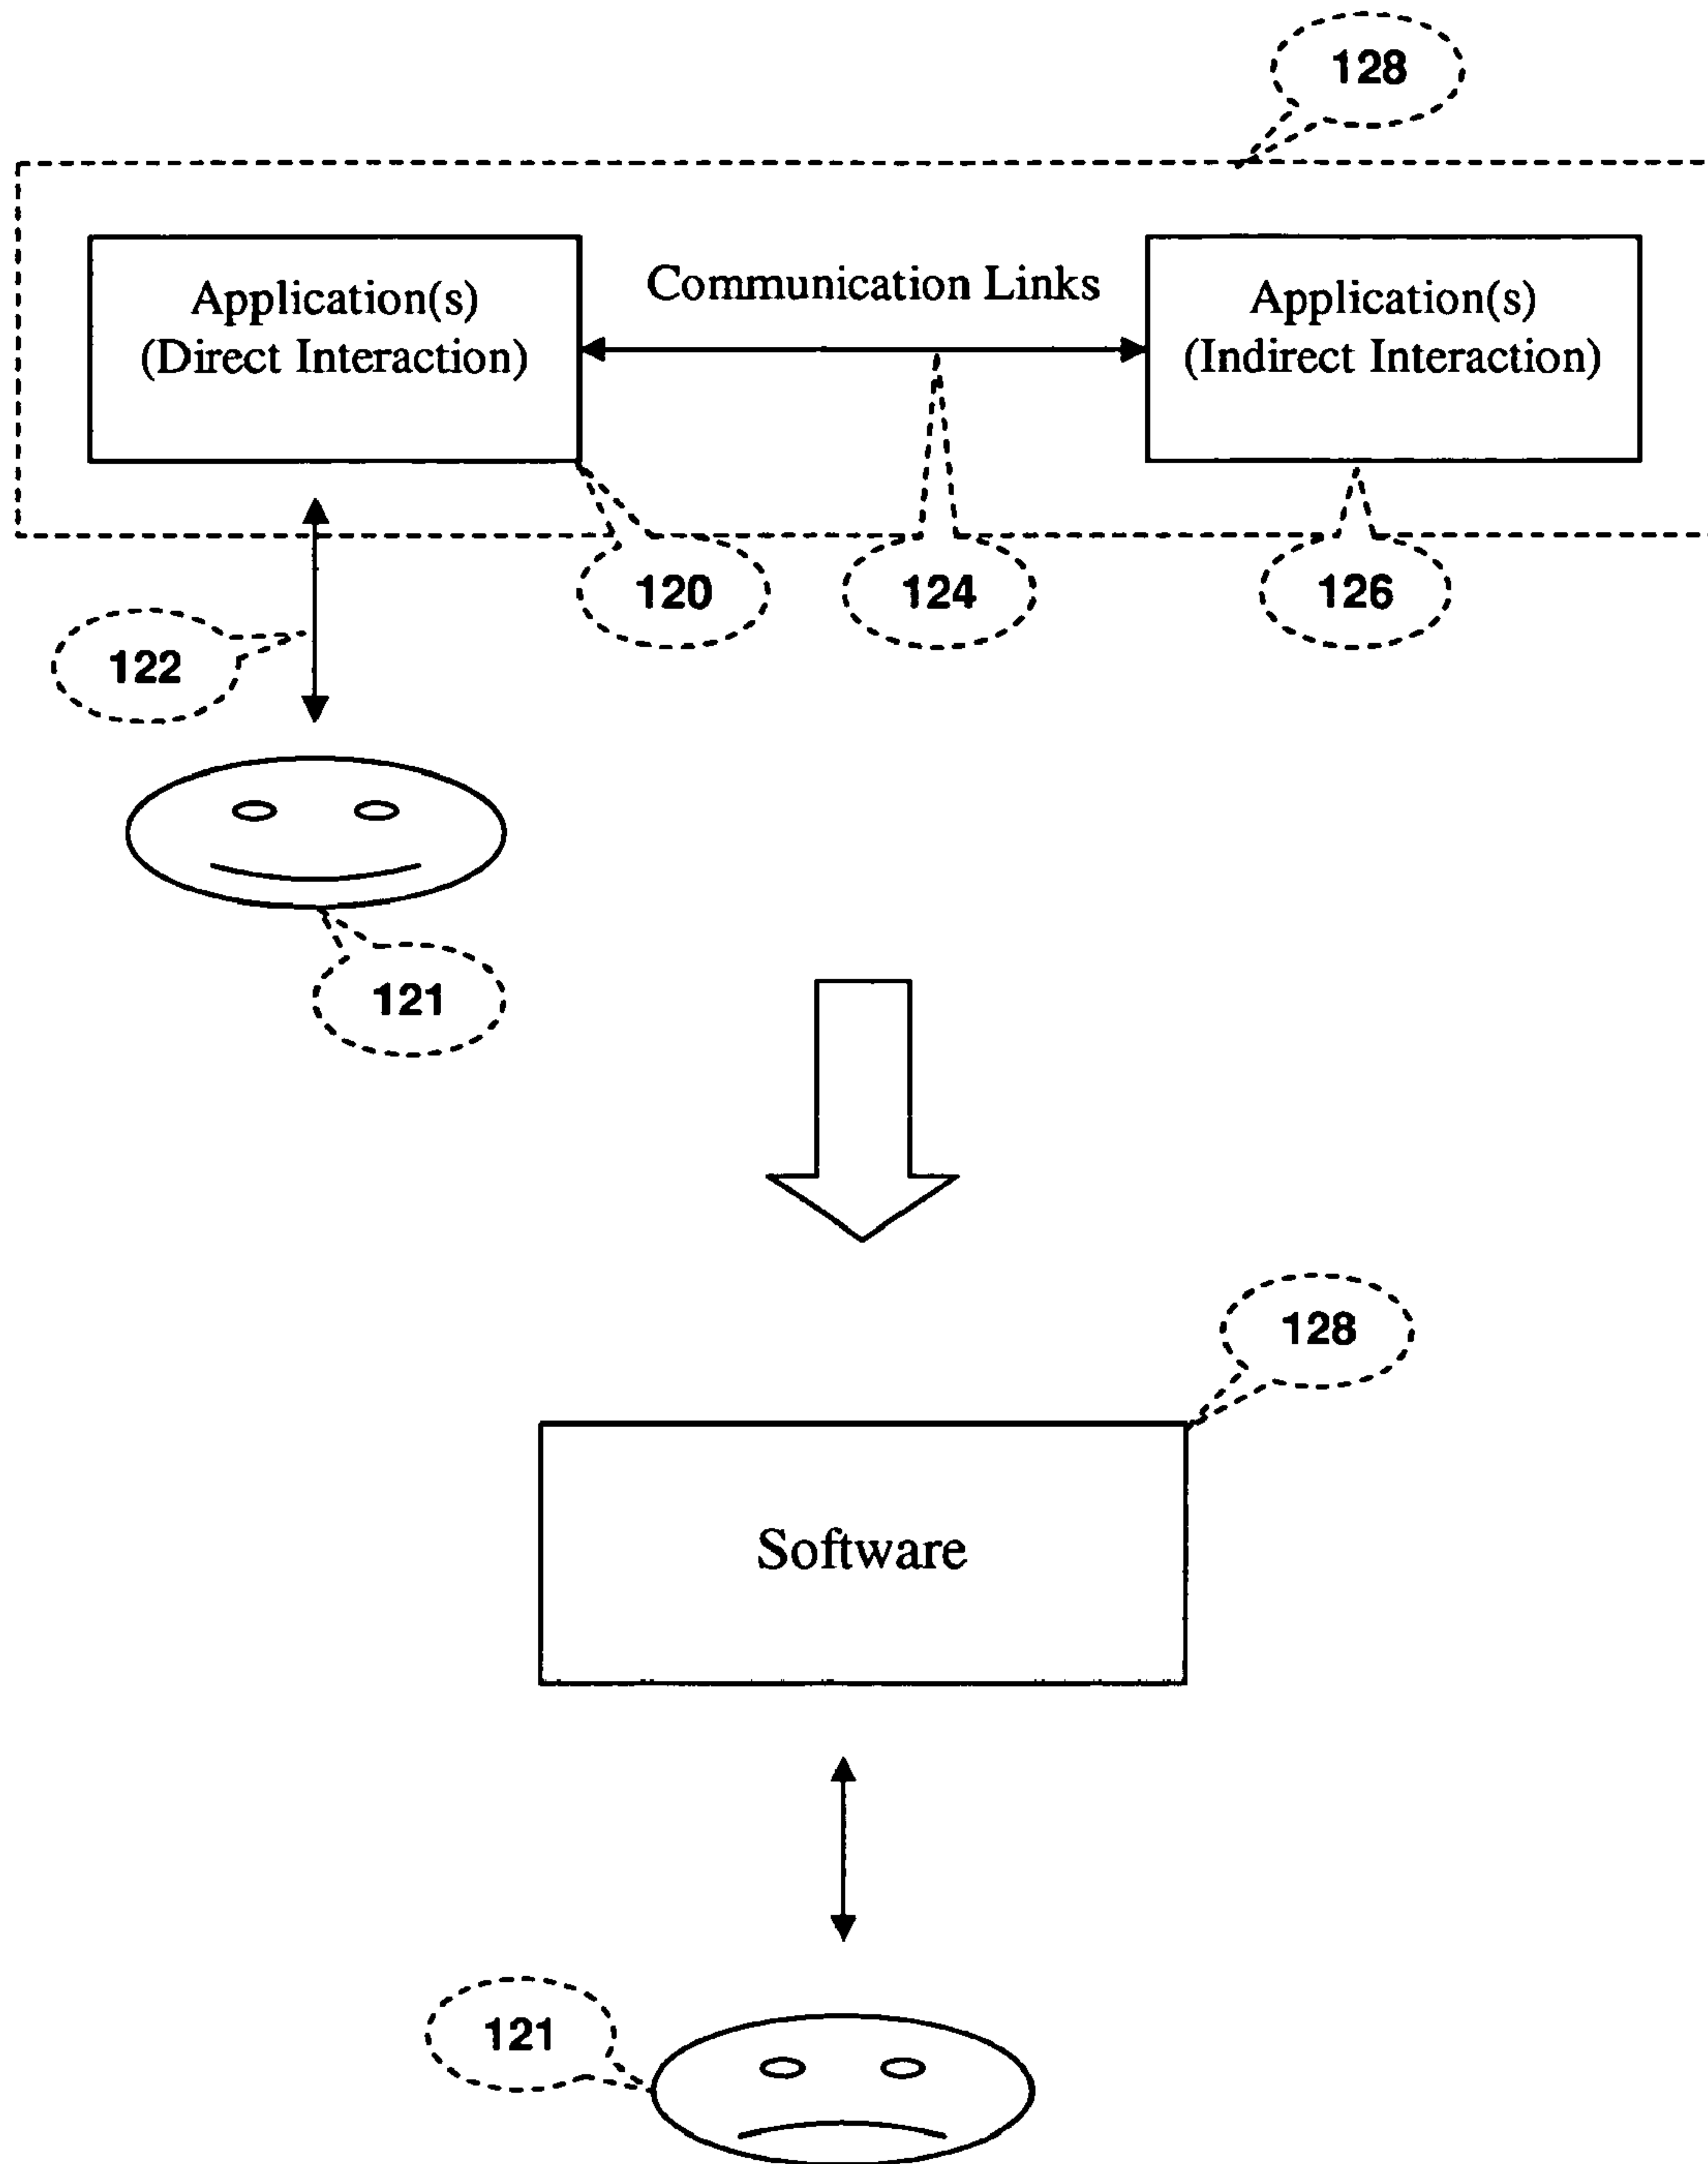 128
Application(s)
(Direct Interaction)
Communication Links
Application(s)
(Indirect Interaction)
120
124
126
122
121
128
Software
121